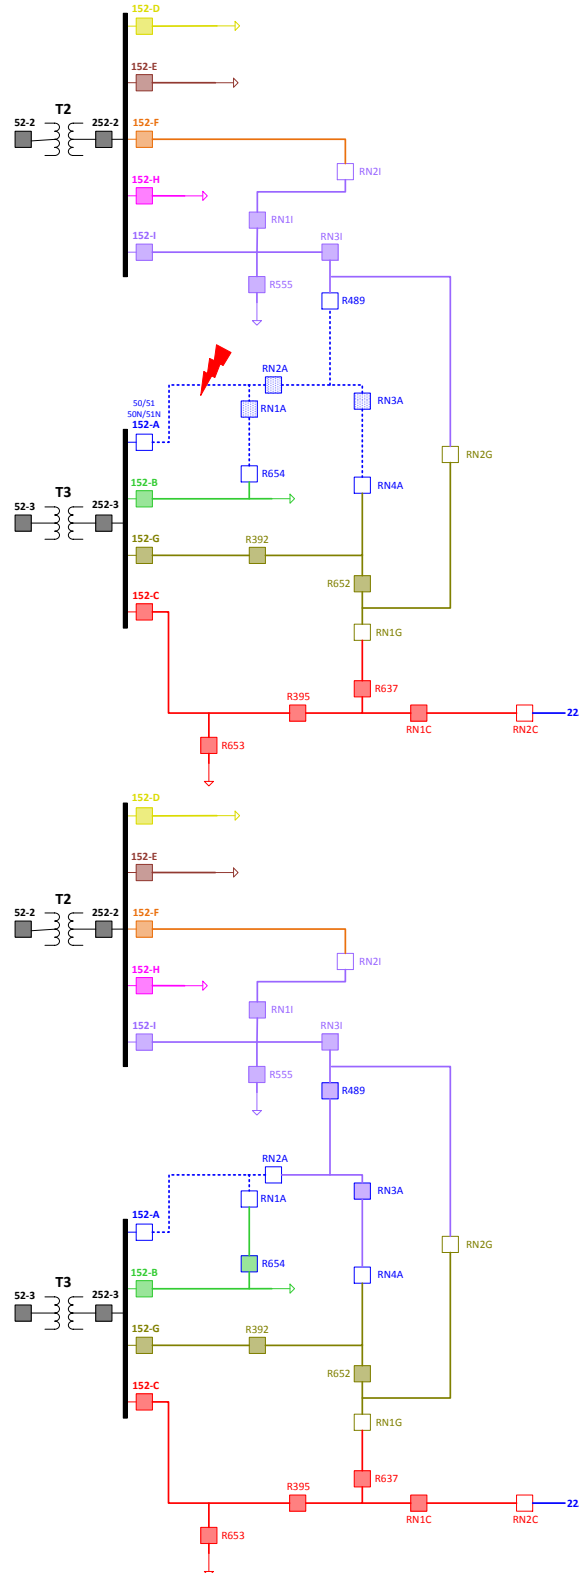 152-D
152-E
T2
52-2
252-2
152-F
RN2I
152-H
RN1I
152-I
RN3I
R555
R489
RN2A
RN1A
RN3A
50/51
50N/51N
152-A
R654
RN4A
RN2G
152-B
T3
52-3
252-3
152-G
R392
R652
152-C
RN1G
R637
R395
RN1C
RN2C
22
R653
152-D
152-E
T2
52-2
252-2
152-F
RN2I
152-H
RN1I
152-I
RN3I
R555
R489
RN2A
RN1A
RN3A
152-A
R654
RN4A
RN2G
152-B
T3
52-3
252-3
152-G
R392
R652
152-C
RN1G
R637
R395
RN1C
RN2C
22
R653